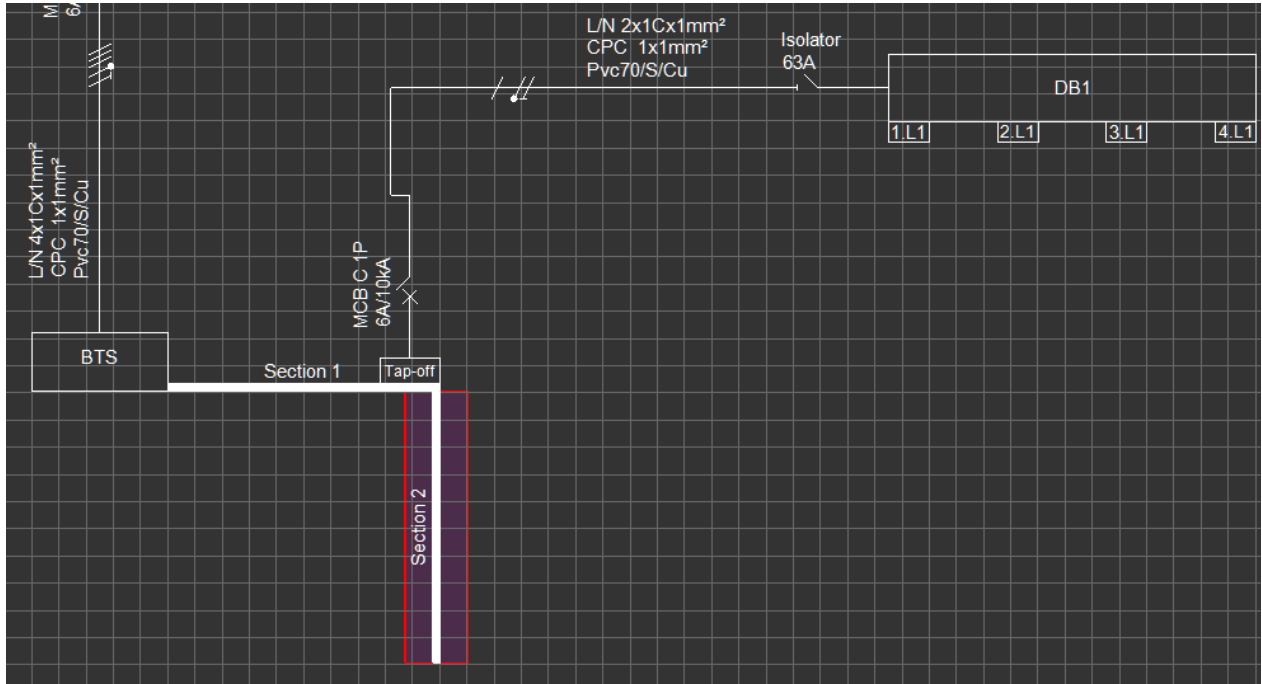 M
6A
L/N 2x1Cx1mm²
CPC  1x1mm²
Pvc70/S/Cu
Isolator
63A
DB1
1.L1
2.L1
3.L1
4.L1
L/N 4x1Cx1mm²
CPC  1x1mm²
Pvc70/S/Cu
MCB C 1P
6A/10kA
BTS
Section 1
Tap-off
Section 2